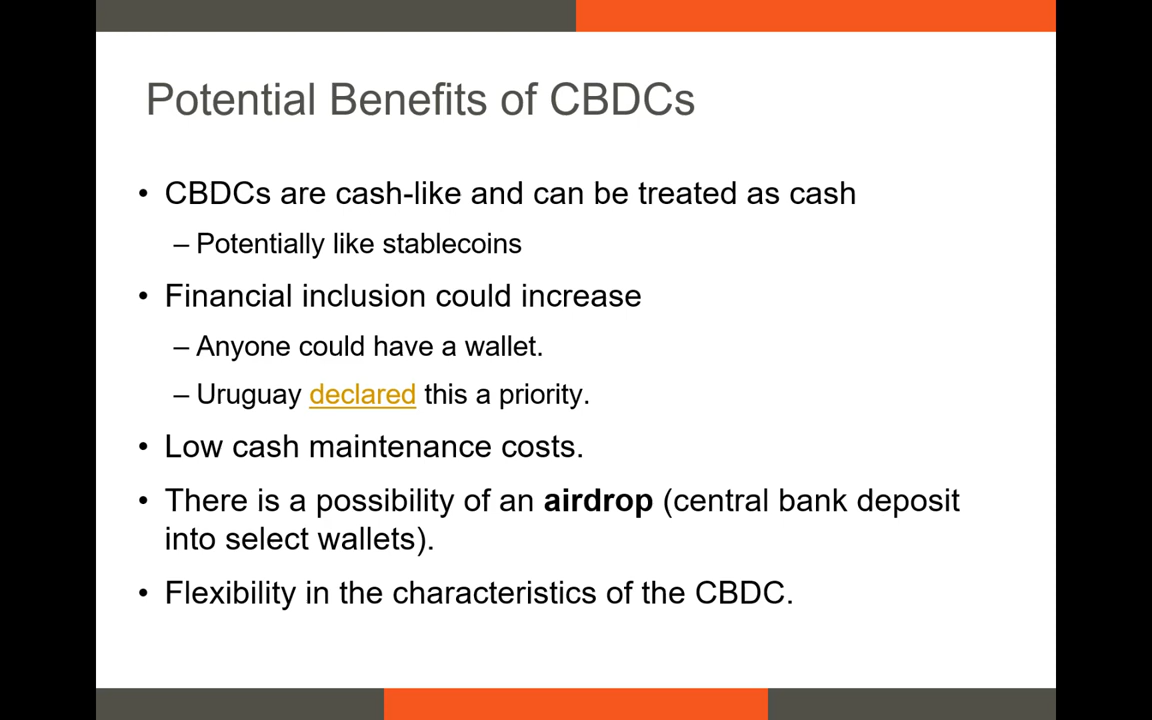 Potential Benefits of CBDCs
• CBDCs are cash-like and can be treated as cash
– Potentially like stablecoins
• Financial inclusion could increase
– Anyone could have a wallet.
– Uruguay declared this a priority.
• Low cash maintenance costs.
• There is a possibility of an airdrop (central bank deposit
into select wallets).
• Flexibility in the characteristics of the CBDC.